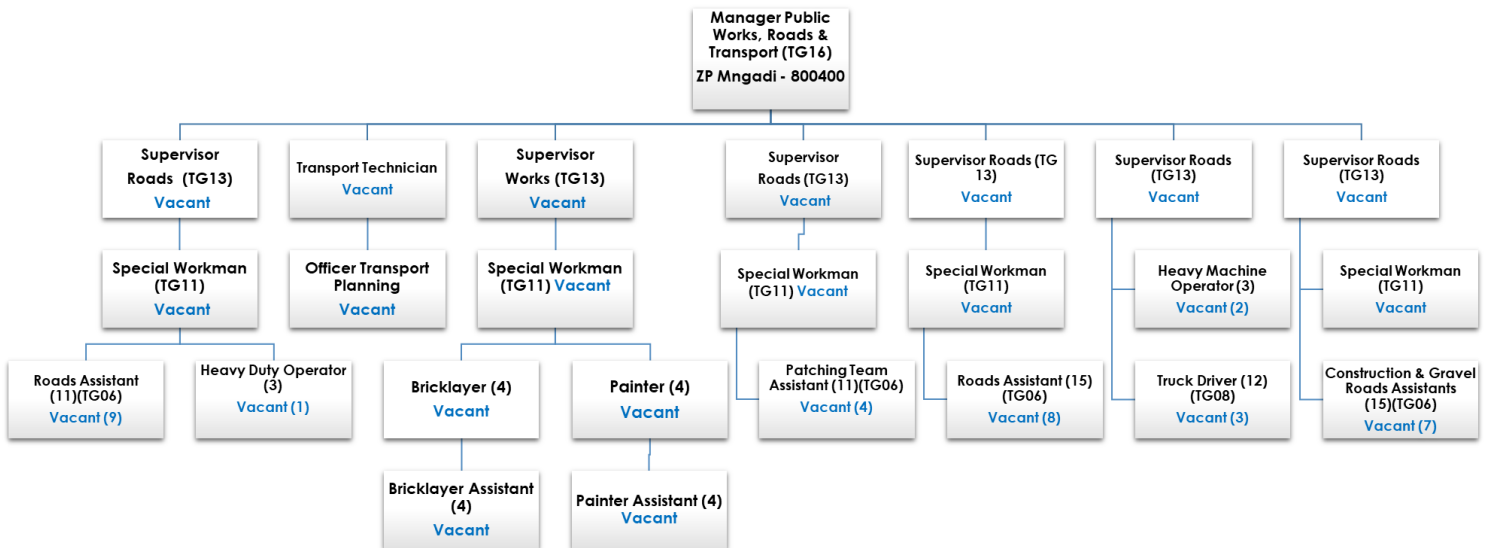 Manager Public
Works, Roads &
Transport (TG16)
ZP Mngadi - 800400
Supervisor
Roads (TG13)
Vacant
Transport Technician
Vacant
Supervisor
Works (TG13)
Vacant
Supervisor
Roads (TG13)
Vacant
Supervisor Roads (TG
13)
Vacant
Supervisor Roads
(TG13)
Vacant
Supervisor Roads
(TG13)
Vacant
Special Workman
(TG11)
Vacant
Officer Transport
Planning
Vacant
Special Workman
(TG11) Vacant
Special Workman
(TG11) Vacant
Special Workman
(TG11)
Vacant
Heavy Machine
Operator (3)
Vacant (2)
Special Workman
(TG11)
Vacant
Roads Assistant
(11)(TG06)
Vacant (9)
Heavy Duty Operator
(3)
Vacant (1)
Bricklayer (4)
Vacant
Painter (4)
Vacant
Patching Team
Assistant (11)(TG06)
Vacant (4)
Roads Assistant (15)
(TG06)
Vacant (8)
Truck Driver (12)
(TG08)
Vacant (3)
Construction & Gravel
Roads Assistants
(15)(TG06)
Vacant (7)
Bricklayer Assistant
(4)
Vacant
Painter Assistant (4)
Vacant